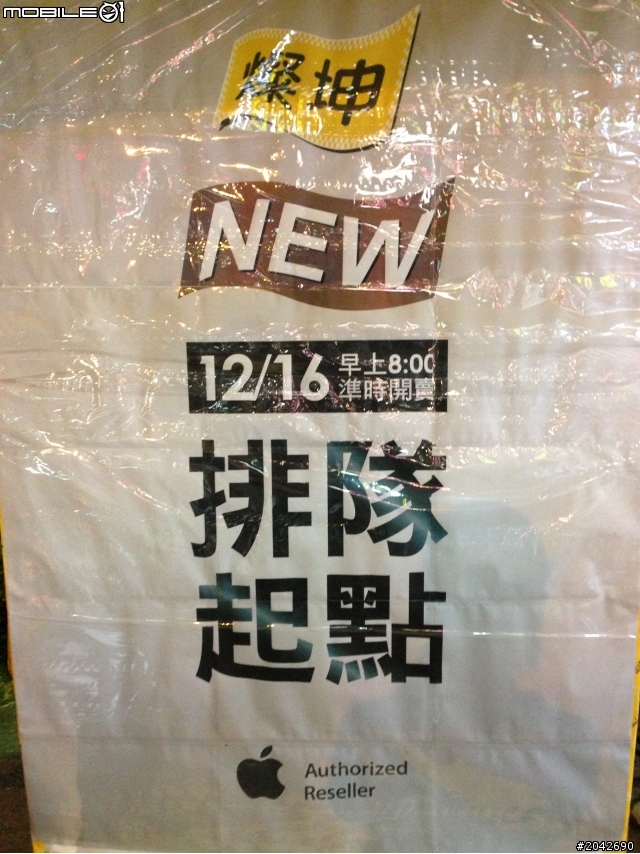 MOBILE01
燦坤
NEW
12/16 早上8:00
準時開賣
排隊
起點
Authorized
Reseller
#2042690